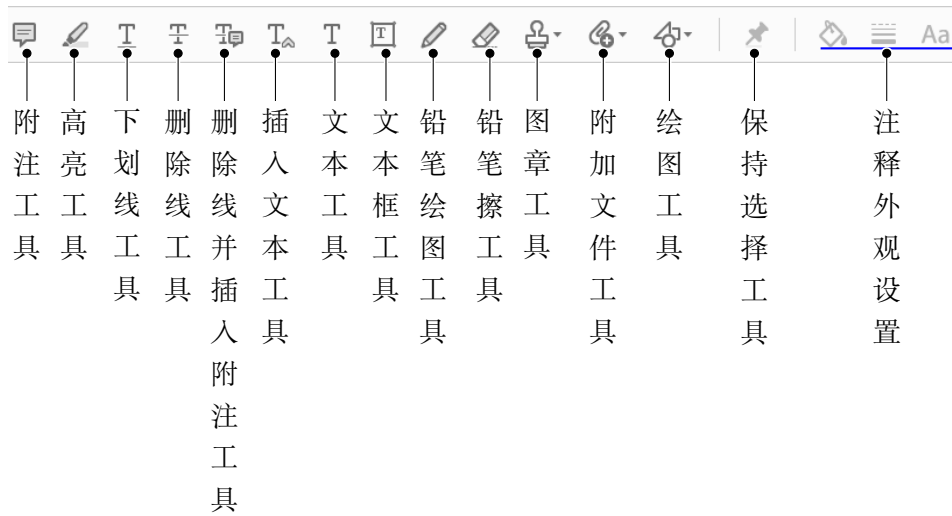 Aa
附注工具
高亮工具
下划线工具
删除线工具
删除线并插入附注工具
插入文本工具
文本工具
文本框工具
铅笔绘图工具
铅笔擦工具
图章工具
附加文件工具
绘图工具
保持选择工具
注释外观设置